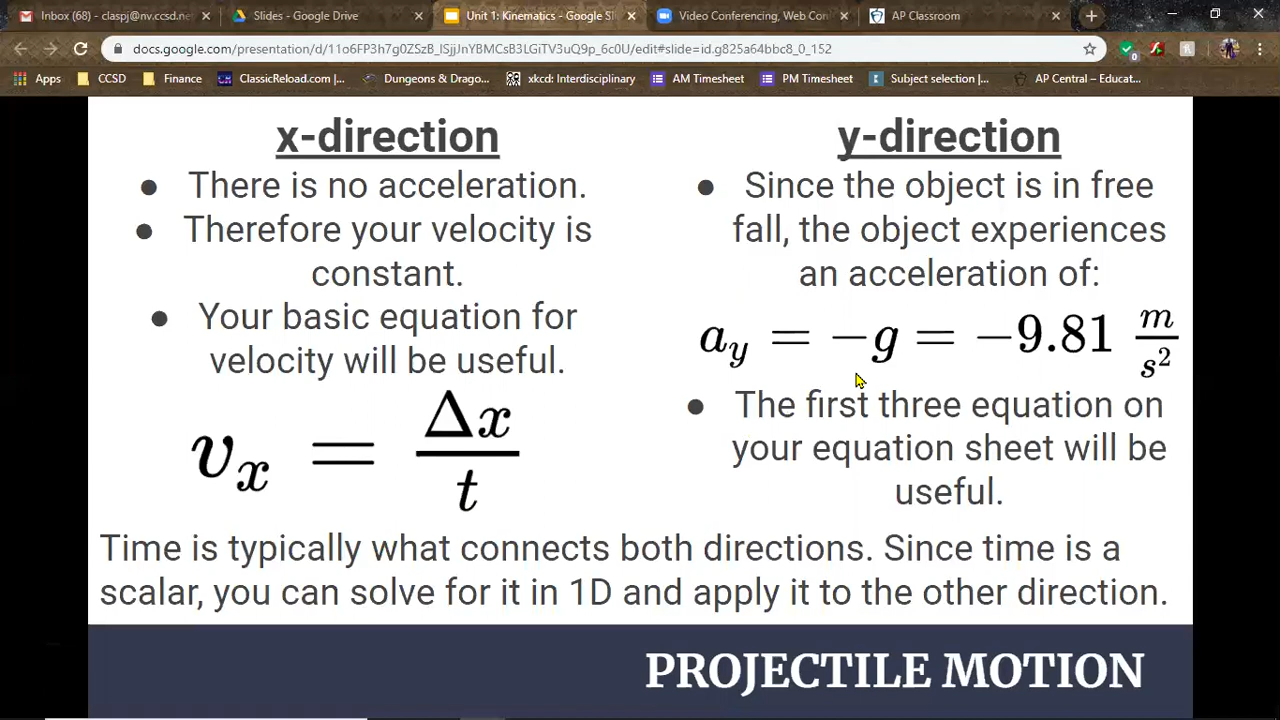 Inbox (68) - claspj@nv.ccsd.ne
Slides - Google Drive
Unit 1: Kinematics - Google Sl
Video Conferencing, Web Con
AP Classroom
docs.google.com/presentation/d/11o6FP3h7g0ZSzB_lSjjJnYBMCsB3LGiTV3uQ9p_6c0U/edit#slide=id.g825a64bbc8_0_152
Apps
CCSD
Finance
ClassicReload.com |...
Dungeons & Drago...
xkcd: Interdisciplinary
AM Timesheet
PM Timesheet
Subject selection |...
AP Central – Educat...
x-direction
● There is no acceleration.
● Therefore your velocity is
constant.
● Your basic equation for
velocity will be useful.
v_x = Δx/t
y-direction
● Since the object is in free
fall, the object experiences
an acceleration of:
a_y = −g = −9.81 m/s²
● The first three equation on
your equation sheet will be
useful.
Time is typically what connects both directions. Since time is a
scalar, you can solve for it in 1D and apply it to the other direction.
PROJECTILE MOTION